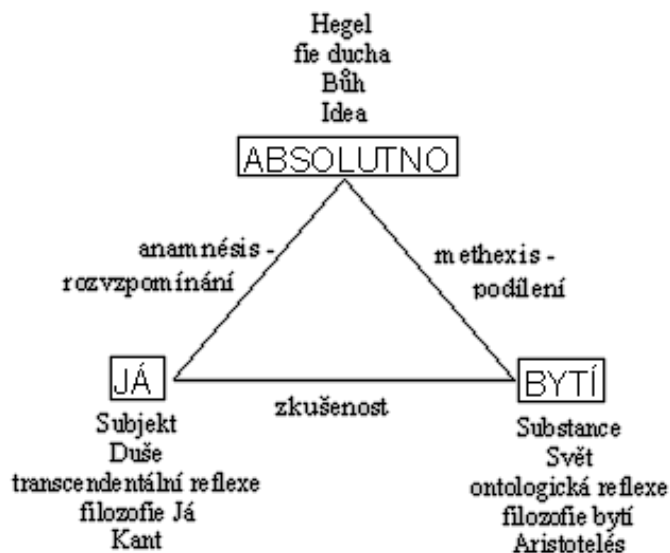 Hegel
fie ducha
Bůh
Idea
ABSOLUTNO
anamnésis -
rozvzpomínání
methexis -
podílení
JÁ
zkušenost
BYTÍ
Subjekt
Duše
transcendentální reflexe
filozofie Já
Kant
Substance
Svět
ontologická reflexe
filozofie bytí
Aristotelés